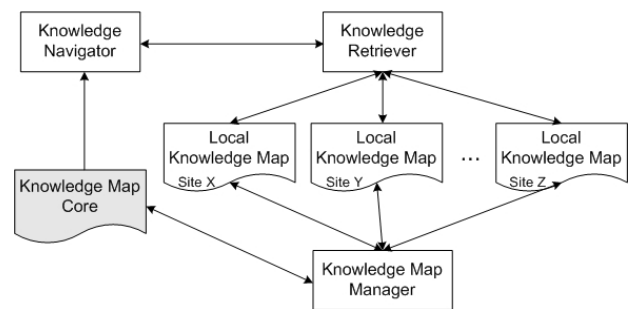 Knowledge
Navigator
Knowledge
Retriever
Local
Knowledge Map
Site X
Local
Knowledge Map
Site Y
...
Local
Knowledge Map
Site Z
Knowledge Map
Core
Knowledge Map
Manager